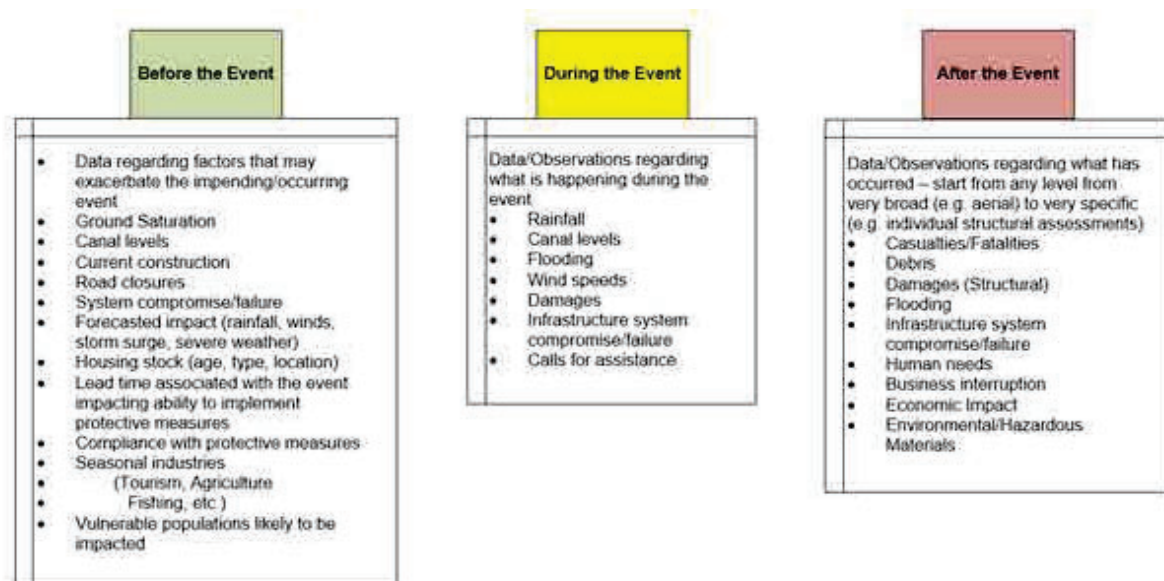 Before the Event
• Data regarding factors that may
exacerbate the impending/occurring
event
• Ground Saturation
• Canal levels
• Current construction
• Road closures
• System compromise/failure
• Forecasted impact (rainfall, winds,
storm surge, severe weather)
• Housing stock (age, type, location)
• Lead time associated with the event
impacting ability to implement
protective measures
• Compliance with protective measures
• Seasonal industries
• (Tourism, Agriculture
• Fishing, etc.)
• Vulnerable populations likely to be
impacted
During the Event
Data/Observations regarding
what is happening during the
event
• Rainfall
• Canal levels
• Flooding
• Wind speeds
• Damages
• Infrastructure system
compromise/failure
• Calls for assistance
After the Event
Data/Observations regarding what has
occurred – start from any level from
very broad (e.g. aerial) to very specific
(e.g. individual structural assessments)
• Casualties/Fatalities
• Debris
• Damages (Structural)
• Flooding
• Infrastructure system
compromise/failure
• Human needs
• Business interruption
• Economic Impact
• Environmental/Hazardous
Materials